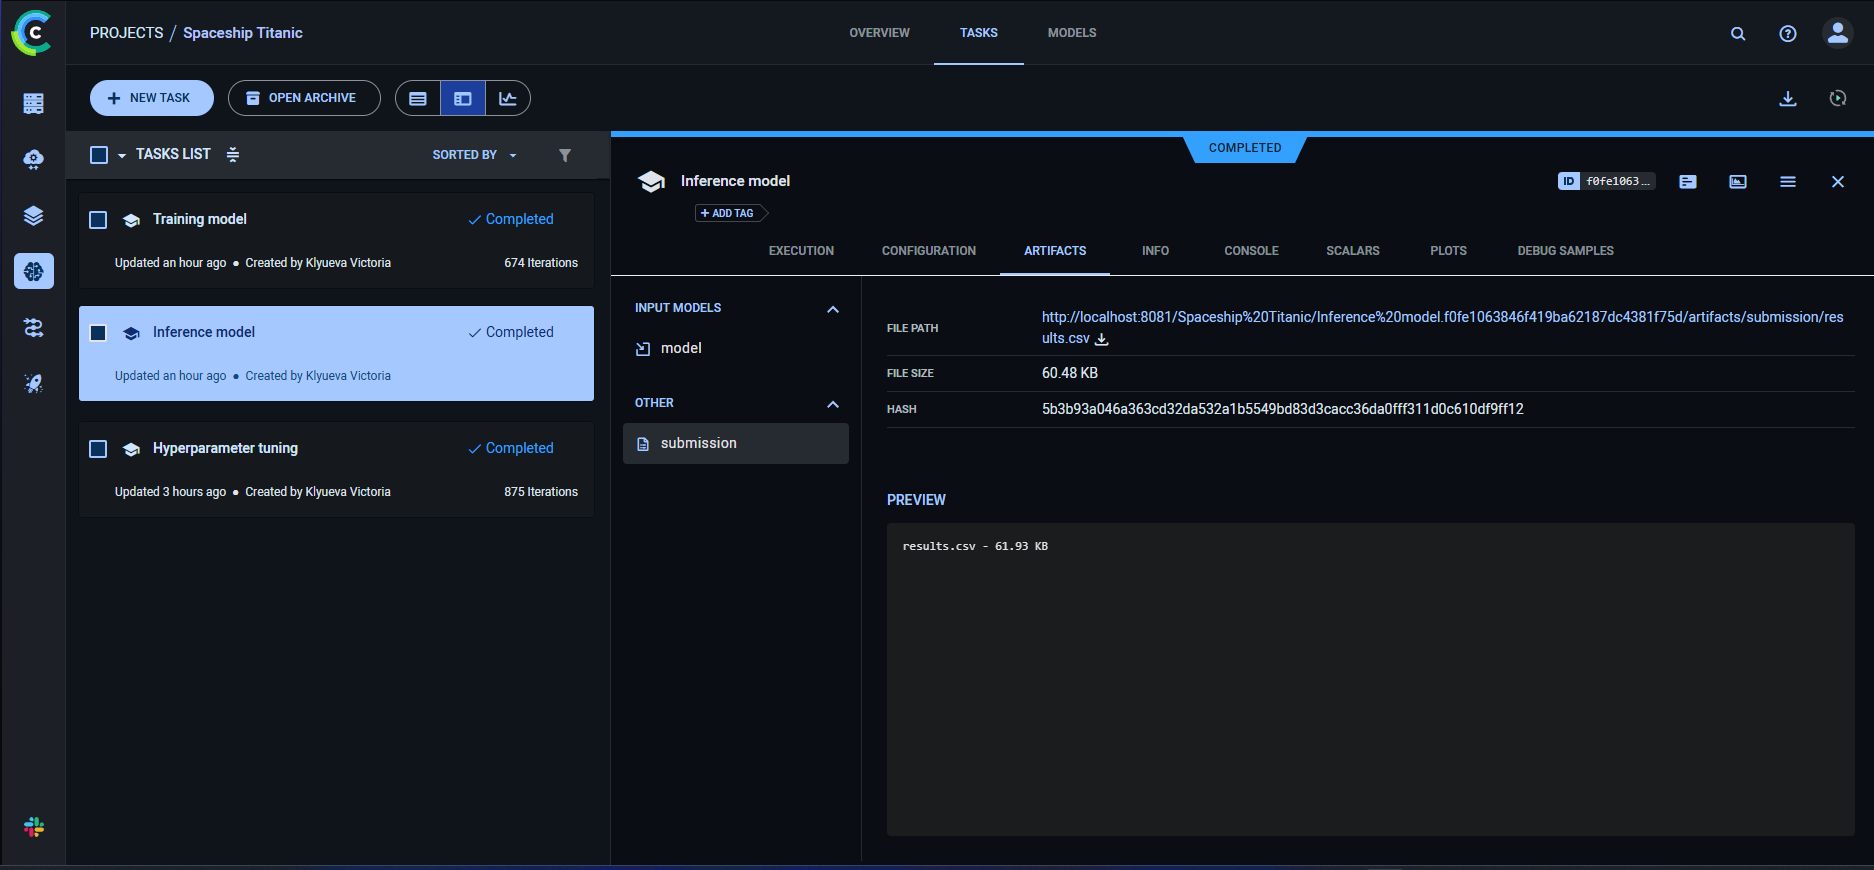 PROJECTS / Spaceship Titanic
OVERVIEW
TASKS
MODELS
NEW TASK
OPEN ARCHIVE
TASKS LIST
SORTED BY
Training model
Completed
Updated an hour ago ● Created by Klyueva Victoria
674 Iterations
Inference model
Completed
Updated an hour ago ● Created by Klyueva Victoria
Hyperparameter tuning
Completed
Updated 3 hours ago ● Created by Klyueva Victoria
875 Iterations
COMPLETED
Inference model
ID f0fe1063...
+ ADD TAG
EXECUTION
CONFIGURATION
ARTIFACTS
INFO
CONSOLE
SCALARS
PLOTS
DEBUG SAMPLES
INPUT MODELS
model
OTHER
submission
FILE PATH
http://localhost:8081/Spaceship%20Titanic/Inference%20model.f0fe1063846f419ba62187dc4381f75d/artifacts/submission/res
ults.csv
FILE SIZE
60.48 KB
HASH
5b3b93a046a363cd32da532a1b5549bd83d3cacc36da0fff311d0c610df9ff12
PREVIEW
results.csv - 61.93 KB